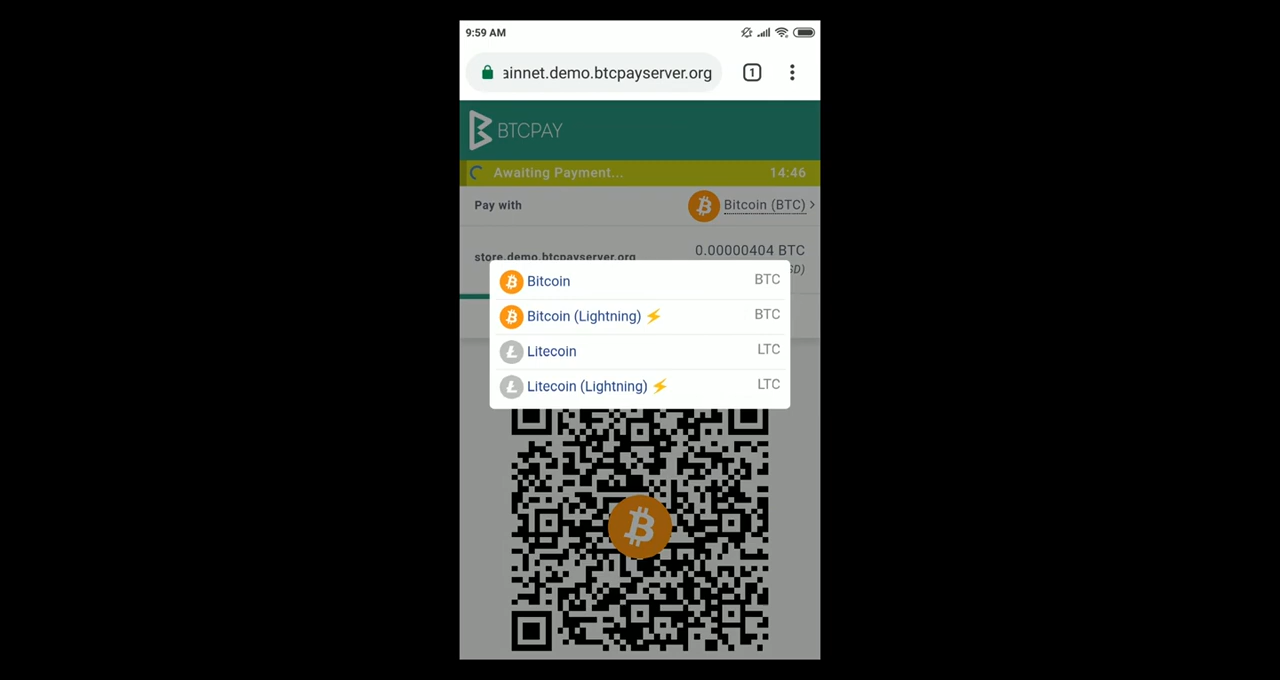 9:59 AM
ainnet.demo.btcpayserver.org 1
BTCPAY
Awaiting Payment... 14:46
Pay with Bitcoin (BTC) >
0.00000404 BTC
store.demo.btcpayserver.org
SD)
Bitcoin BTC
Bitcoin (Lightning) ⚡ BTC
Litecoin LTC
Litecoin (Lightning) ⚡ LTC